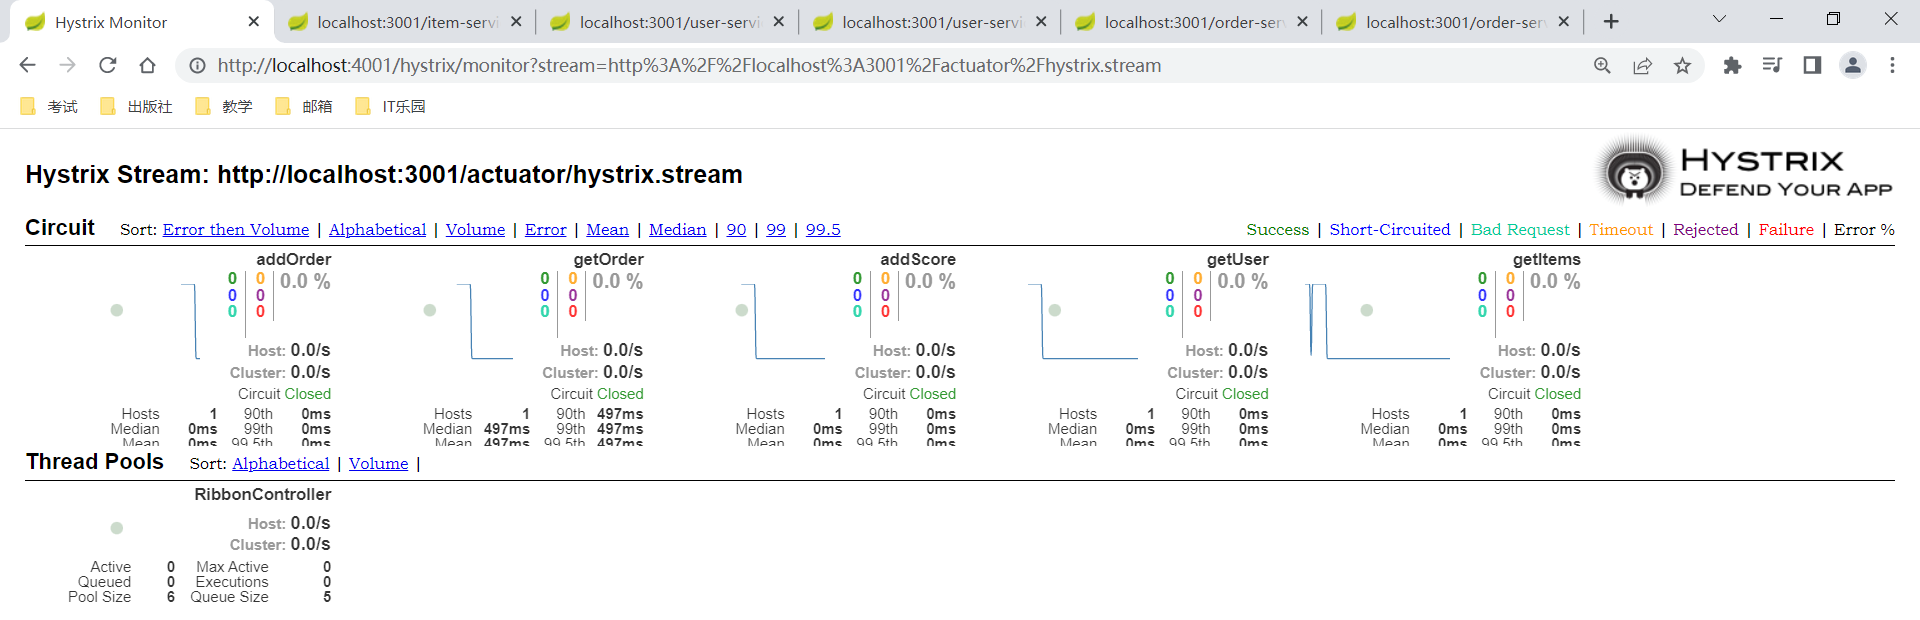 Hystrix Monitor
localhost:3001/item-servi
localhost:3001/user-servi
localhost:3001/user-servi
localhost:3001/order-ser
localhost:3001/order-ser
http://localhost:4001/hystrix/monitor?stream=http%3A%2F%2Flocalhost%3A3001%2Factuator%2Fhystrix.stream
考试 出版社 教学 邮箱 IT乐园
Hystrix Stream: http://localhost:3001/actuator/hystrix.stream
HYSTRIX
DEFEND YOUR APP
Circuit Sort: Error then Volume | Alphabetical | Volume | Error | Mean | Median | 90 | 99 | 99.5
Success | Short-Circuited | Bad Request | Timeout | Rejected | Failure | Error %
addOrder
0 0 0.0 %
0 0
0 0
Host: 0.0/s
Cluster: 0.0/s
Circuit Closed
Hosts 1 90th 0ms
Median 0ms 99th 0ms
Mean 0ms 99.5th 0ms
getOrder
0 0 0.0 %
0 0
0 0
Host: 0.0/s
Cluster: 0.0/s
Circuit Closed
Hosts 1 90th 497ms
Median 497ms 99th 497ms
Mean 497ms 99.5th 497ms
addScore
0 0 0.0 %
0 0
0 0
Host: 0.0/s
Cluster: 0.0/s
Circuit Closed
Hosts 1 90th 0ms
Median 0ms 99th 0ms
Mean 0ms 99.5th 0ms
getUser
0 0 0.0 %
0 0
0 0
Host: 0.0/s
Cluster: 0.0/s
Circuit Closed
Hosts 1 90th 0ms
Median 0ms 99th 0ms
Mean 0ms 99.5th 0ms
getItems
0 0 0.0 %
0 0
0 0
Host: 0.0/s
Cluster: 0.0/s
Circuit Closed
Hosts 1 90th 0ms
Median 0ms 99th 0ms
Mean 0ms 99.5th 0ms
Thread Pools Sort: Alphabetical | Volume |
RibbonController
Host: 0.0/s
Cluster: 0.0/s
Active 0 Max Active 0
Queued 0 Executions 0
Pool Size 6 Queue Size 5